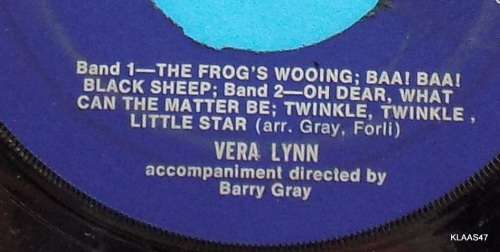 Band 1—THE FROG'S WOOING; BAA! BAA!
BLACK SHEEP; Band 2—OH DEAR, WHAT
CAN THE MATTER BE; TWINKLE, TWINKLE,
LITTLE STAR (arr. Gray, Forli)
VERA LYNN
accompaniment directed by
Barry Gray
KLAAS47